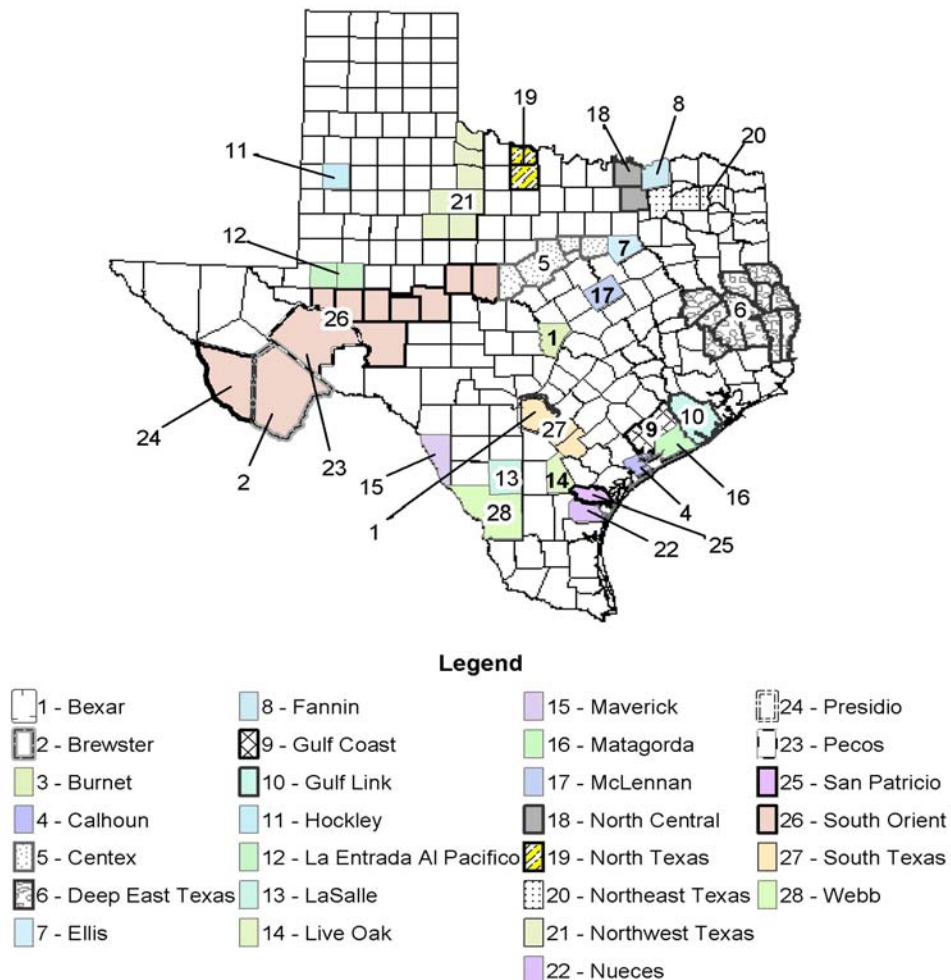 19
18
8
20
11
21
12
7
5
17
6
26
1
24
2
23
27
9
10
15
13
14
16
28
4
1
22
25
Legend
1 - Bexar
2 - Brewster
3 - Burnet
4 - Calhoun
5 - Centex
6 - Deep East Texas
7 - Ellis
8 - Fannin
9 - Gulf Coast
10 - Gulf Link
11 - Hockley
12 - La Entrada Al Pacifico
13 - LaSalle
14 - Live Oak
15 - Maverick
16 - Matagorda
17 - McLennan
18 - North Central
19 - North Texas
20 - Northeast Texas
21 - Northwest Texas
22 - Nueces
24 - Presidio
23 - Pecos
25 - San Patricio
26 - South Orient
27 - South Texas
28 - Webb